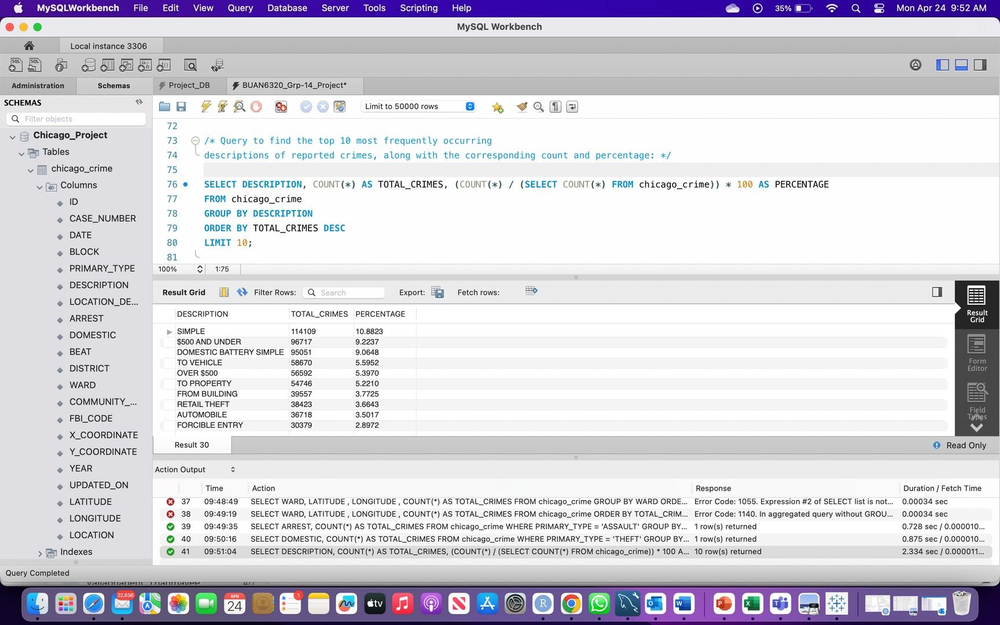 MySQLWorkbench File Edit View Query Database Server Tools Scripting Help 35% Mon Apr 24 9:52 AM
MySQL Workbench
Local instance 3306
Administration Schemas Project_DB BUAN6320_Grp-14_Project*
SCHEMAS
Filter objects
Chicago_Project
Tables
chicago_crime
Columns
ID
CASE_NUMBER
DATE
BLOCK
PRIMARY_TYPE
DESCRIPTION
LOCATION_DE...
ARREST
DOMESTIC
BEAT
DISTRICT
WARD
COMMUNITY_...
FBI_CODE
X_COORDINATE
Y_COORDINATE
YEAR
UPDATED_ON
LATITUDE
LONGITUDE
LOCATION
Indexes
Limit to 50000 rows
72
73 /* Query to find the top 10 most frequently occurring
74 descriptions of reported crimes, along with the corresponding count and percentage: */
75
76 SELECT DESCRIPTION, COUNT(*) AS TOTAL_CRIMES, (COUNT(*) / (SELECT COUNT(*) FROM chicago_crime)) * 100 AS PERCENTAGE
77 FROM chicago_crime
78 GROUP BY DESCRIPTION
79 ORDER BY TOTAL_CRIMES DESC
80 LIMIT 10;
81
100% 1:75
Result Grid Filter Rows: Search Export: Fetch rows:
DESCRIPTION TOTAL_CRIMES PERCENTAGE
SIMPLE 114109 10.8823
$500 AND UNDER 96717 9.2237
DOMESTIC BATTERY SIMPLE 95051 9.0648
TO VEHICLE 58670 5.5952
OVER $500 56592 5.3970
TO PROPERTY 54746 5.2210
FROM BUILDING 39557 3.7725
RETAIL THEFT 38423 3.6643
AUTOMOBILE 36718 3.5017
FORCIBLE ENTRY 30379 2.8972
Result
Grid
Form
Editor
Field
Types
Result 30 Read Only
Action Output
Time Action Response Duration / Fetch Time
37 09:48:49 SELECT WARD, LATITUDE , LONGITUDE , COUNT(*) AS TOTAL_CRIMES FROM chicago_crime GROUP BY WARD ORDE... Error Code: 1055. Expression #2 of SELECT list is not... 0.00034 sec
38 09:49:19 SELECT WARD, LATITUDE , LONGITUDE , COUNT(*) AS TOTAL_CRIMES FROM chicago_crime ORDER BY TOTAL_CRIM... Error Code: 1140. In aggregated query without GROU... 0.00034 sec
39 09:49:35 SELECT ARREST, COUNT(*) AS TOTAL_CRIMES FROM chicago_crime WHERE PRIMARY_TYPE = 'ASSAULT' GROUP BY... 1 row(s) returned 0.728 sec / 0.000010...
40 09:50:16 SELECT DOMESTIC, COUNT(*) AS TOTAL_CRIMES FROM chicago_crime WHERE PRIMARY_TYPE = 'THEFT' GROUP BY... 1 row(s) returned 0.875 sec / 0.000010...
41 09:51:04 SELECT DESCRIPTION, COUNT(*) AS TOTAL_CRIMES, (COUNT(*) / (SELECT COUNT(*) FROM chicago_crime)) * 100 A... 10 row(s) returned 2.334 sec / 0.000011...
Query Completed
22,656
APR
24
1
tv